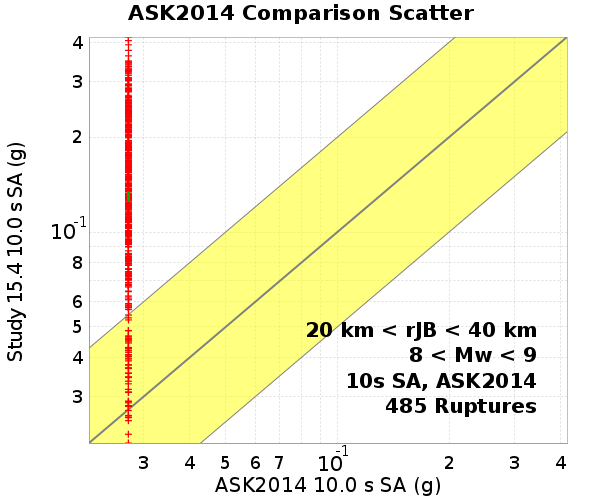 ASK2014 Comparison Scatter
Study 15.4 10.0 s SA (g)
4
3
2
10-1
8
6
5
4
3
20 km < rJB < 40 km
8 < Mw < 9
10s SA, ASK2014
485 Ruptures
3 4 5 6 7 10-1 2 3 4
ASK2014 10.0 s SA (g)